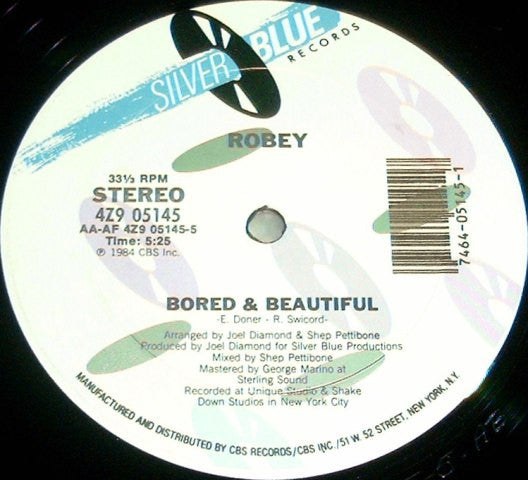 SILVER BLUE
RECORDS
ROBEY
33⅓ RPM
STEREO
4Z9 05145
AA-AF 4Z9 05145-5
Time: 5:25
℗ 1984 CBS Inc.
7464-05145-1
BORED & BEAUTIFUL
-E. Doner - R. Swicord-
Arranged by Joel Diamond & Shep Pettibone
Produced by Joel Diamond for Silver Blue Productions
Mixed by Shep Pettibone
Mastered by George Marino at
Sterling Sound
Recorded at Unique Studio & Shake
Down Studios in New York City
MANUFACTURED AND DISTRIBUTED BY CBS RECORDS/CBS INC./51 W. 52 STREET, NEW YORK, N.Y.